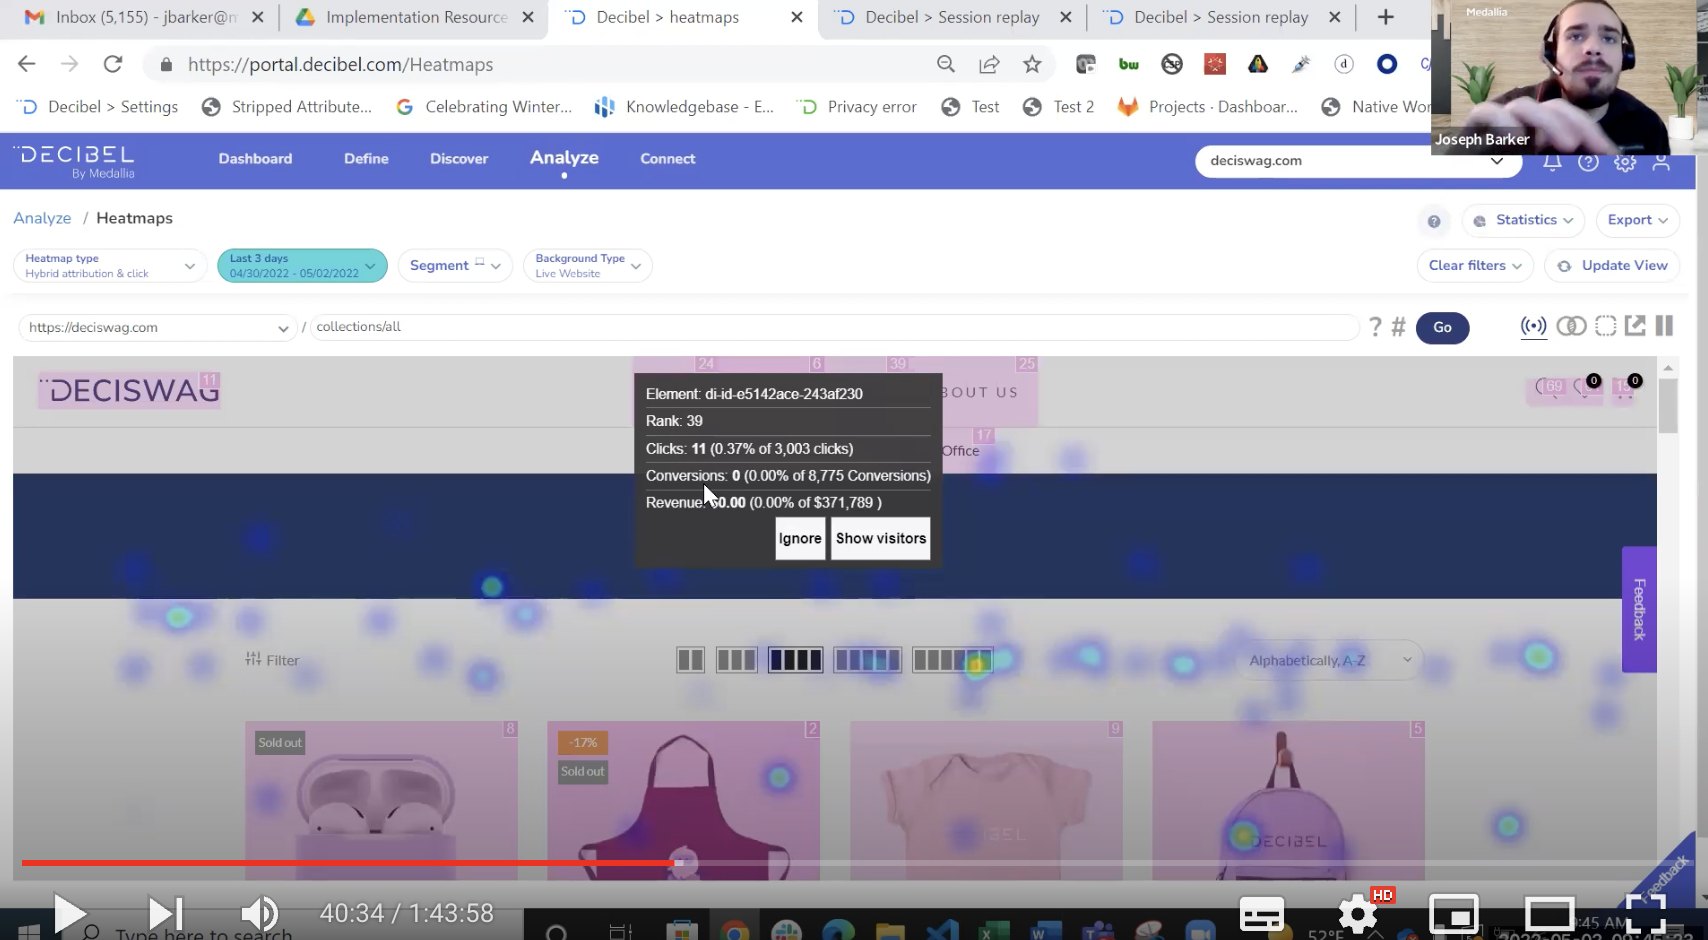 Inbox (5,155) - jbarker@m
Implementation Resource
Decibel > heatmaps
Decibel > Session replay
Decibel > Session replay
Medallia
https://portal.decibel.com/Heatmaps
bw
d
Decibel > Settings
Stripped Attribute...
Celebrating Winter...
Knowledgebase - E...
Privacy error
Test
Test 2
Projects · Dashboar...
Native Wor
Joseph Barker
DECIBEL
By Medallia
Dashboard
Define
Discover
Analyze
Connect
deciswag.com
Analyze / Heatmaps
Statistics
Export
Heatmap type
Hybrid attribution & click
Last 3 days
04/30/2022 - 05/02/2022
Segment
Background Type
Live Website
Clear filters
Update View
https://deciswag.com
/ collections/all
? #
Go
24
6
39
25
DECISWAG
11
BOUT US
69
0
0
17
Office
Element: di-id-e5142ace-243af230
Rank: 39
Clicks: 11 (0.37% of 3,003 clicks)
Conversions: 0 (0.00% of 8,775 Conversions)
Revenue: $0.00 (0.00% of $371,789 )
Ignore
Show visitors
Feedback
Filter
Alphabetically, A-Z
Sold out
8
-17%
Sold out
2
9
5
DECIBEL
Feedback
40:34 / 1:43:58
HD
Type here to search
52°F